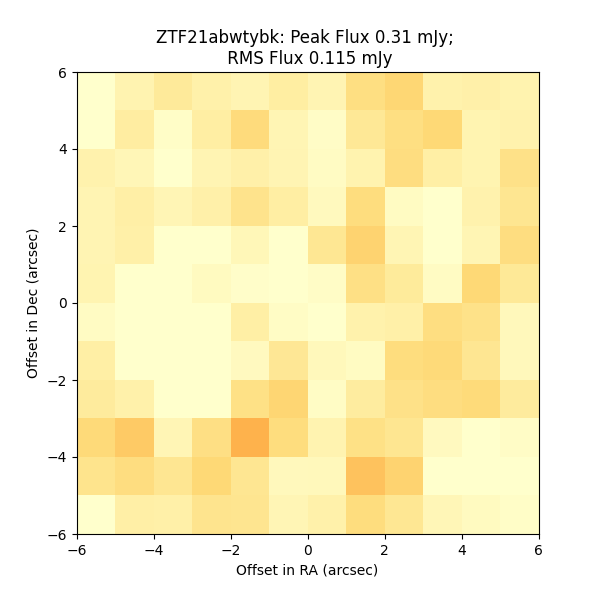 ZTF21abwtybk: Peak Flux 0.31 mJy;
RMS Flux 0.115 mJy
6
4
2
0
−2
−4
−6
Offset in Dec (arcsec)
−6 −4 −2 0 2 4 6
Offset in RA (arcsec)